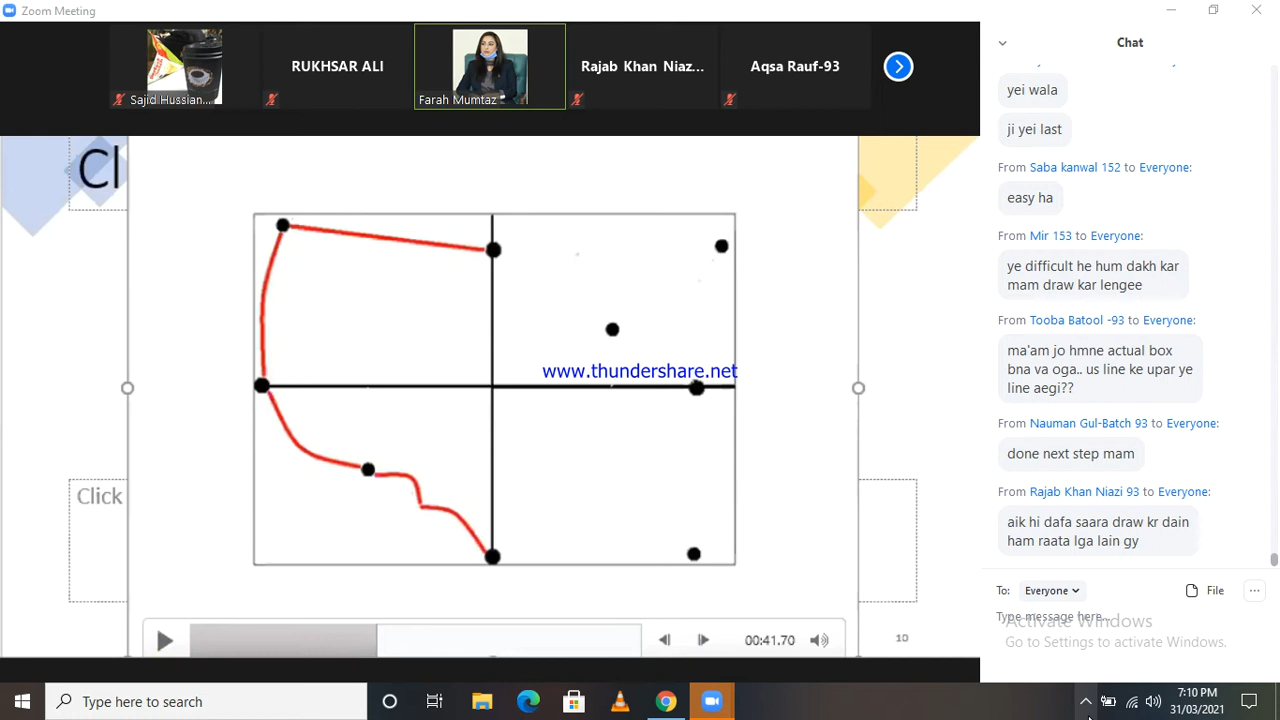 Zoom Meeting
Chat
Sajid Hussian...
RUKHSAR ALI
Farah Mumtaz
Rajab Khan Niaz...
Aqsa Rauf-93
yei wala
ji yei last
From Saba kanwal 152 to Everyone:
easy ha
From Mir 153 to Everyone:
ye difficult he hum dakh kar
mam draw kar lengee
From Tooba Batool -93 to Everyone:
ma'am jo hmne actual box
bna va oga.. us line ke upar ye
line aegi??
From Nauman Gul-Batch 93 to Everyone:
done next step mam
From Rajab Khan Niazi 93 to Everyone:
aik hi dafa saara draw kr dain
ham raata lga lain gy
Cl
www.thundershare.net
Click
00:41.70
10
To: Everyone
File
Type message here...
Activate Windows
Go to Settings to activate Windows.
Type here to search
7:10 PM
31/03/2021